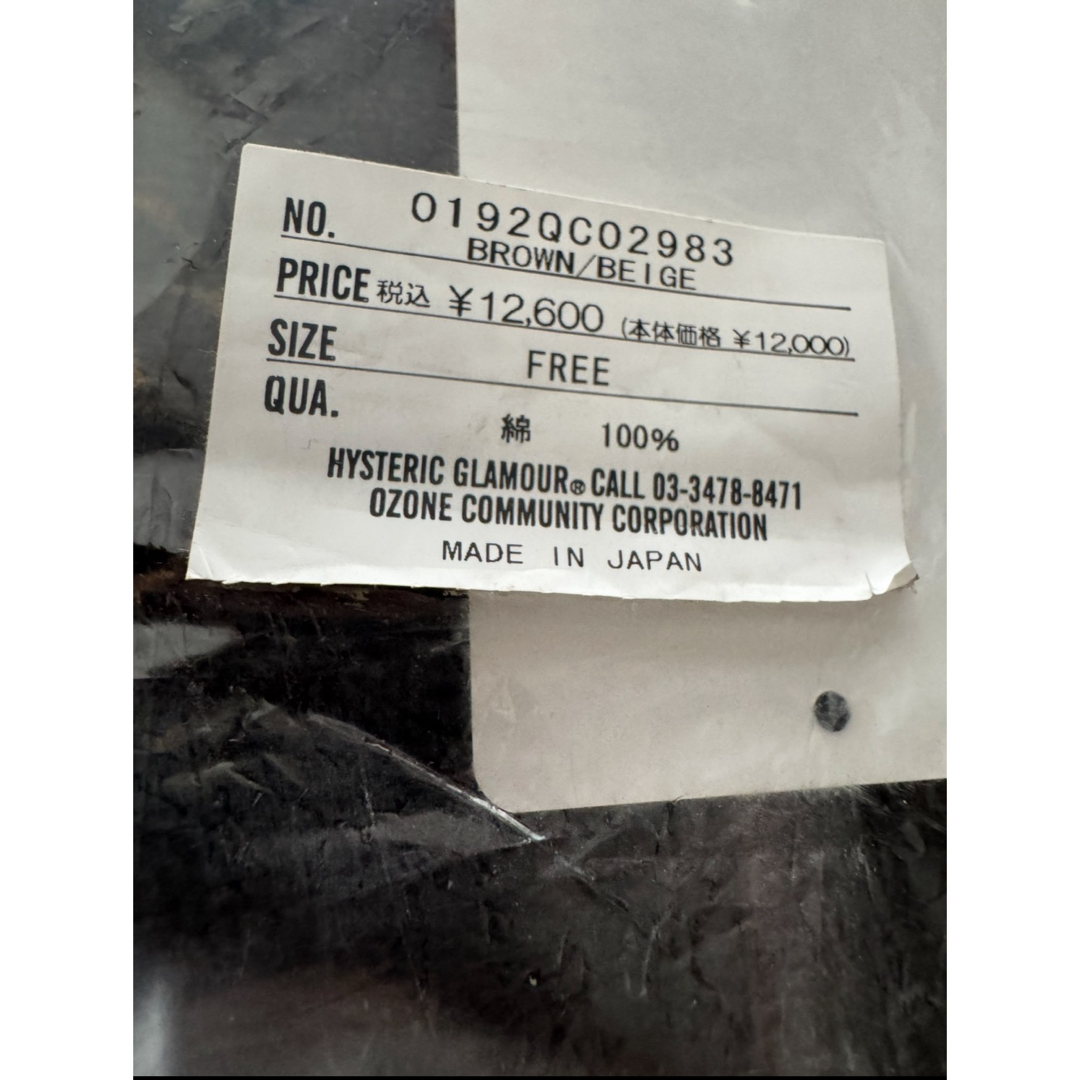 NO. 0192QC02983
BROWN/BEIGE
PRICE 税込 ¥12,600 (本体価格 ¥12,000)
SIZE FREE
QUA.
綿 100%
HYSTERIC GLAMOUR® CALL 03-3478-8471
OZONE COMMUNITY CORPORATION
MADE IN JAPAN